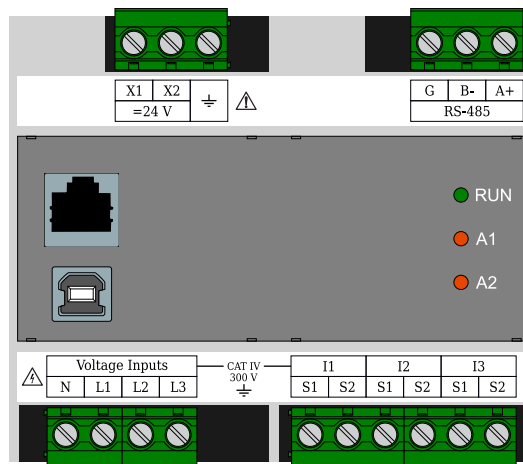 X1 X2
=24 V
G B- A+
RS-485
RUN
A1
A2
Voltage Inputs CAT IV I1 I2 I3
300 V
N L1 L2 L3 S1 S2 S1 S2 S1 S2